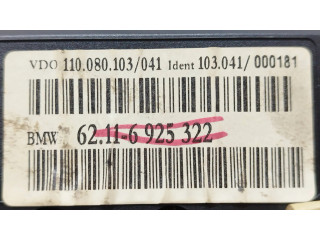 VDO 110.080.103/041 Ident 103.041/ 000181
BMW 62.11-6 925 322